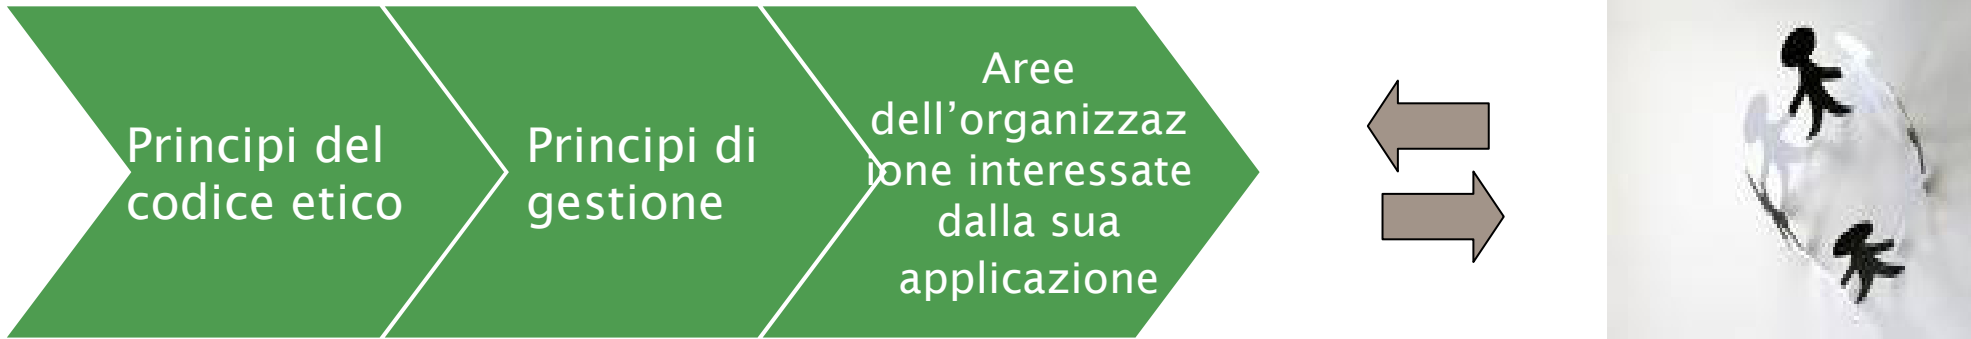 Principi del
codice etico
Principi di
gestione
Aree
dell’organizzaz
ione interessate
dalla sua
applicazione